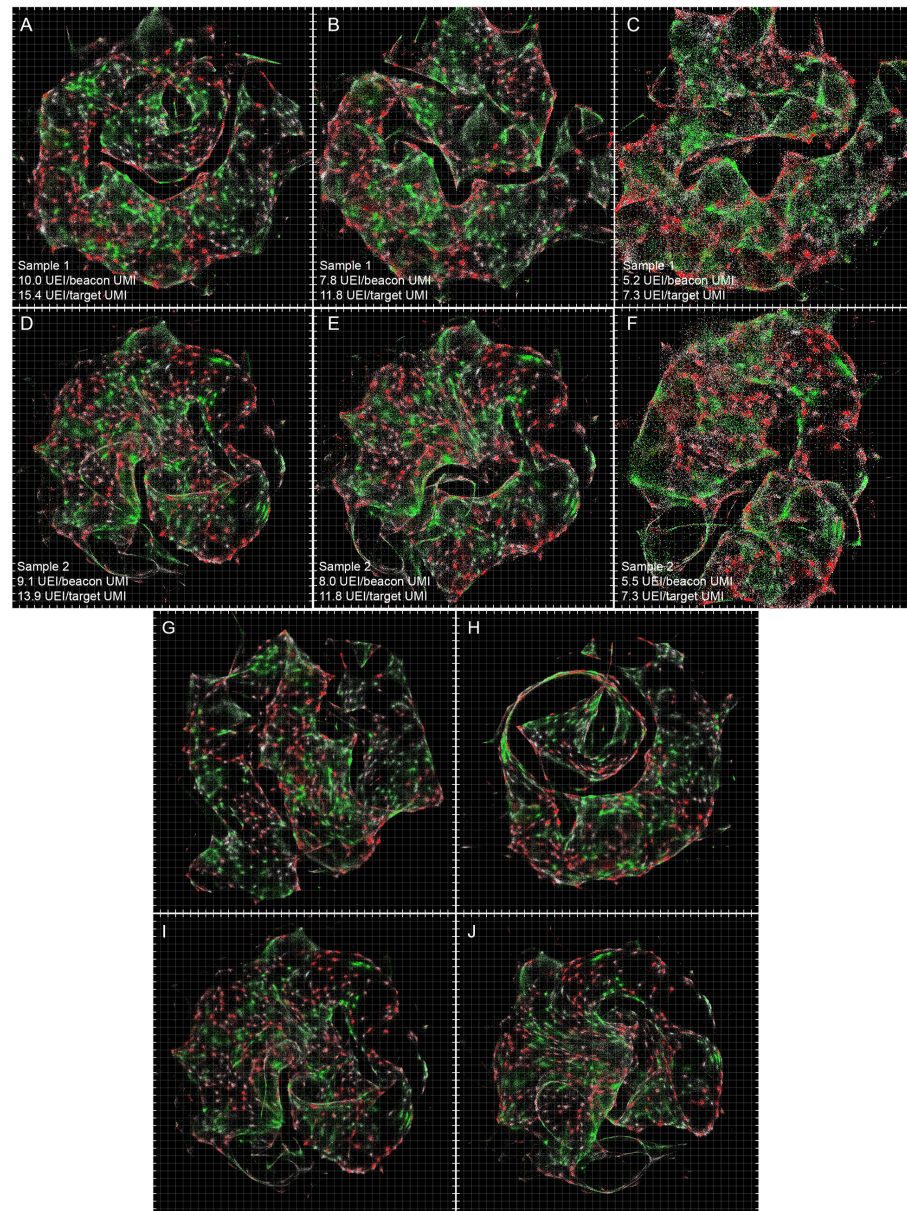 A
B
C
Sample 1
10.0 UEI/beacon UMI
15.4 UEI/target UMI
Sample 1
7.8 UEI/beacon UMI
11.8 UEI/target UMI
Sample 1
5.2 UEI/beacon UMI
7.3 UEI/target UMI
D
E
F
Sample 2
9.1 UEI/beacon UMI
13.9 UEI/target UMI
Sample 2
8.0 UEI/beacon UMI
11.8 UEI/target UMI
Sample 2
5.5 UEI/beacon UMI
7.3 UEI/target UMI
G
H
I
J